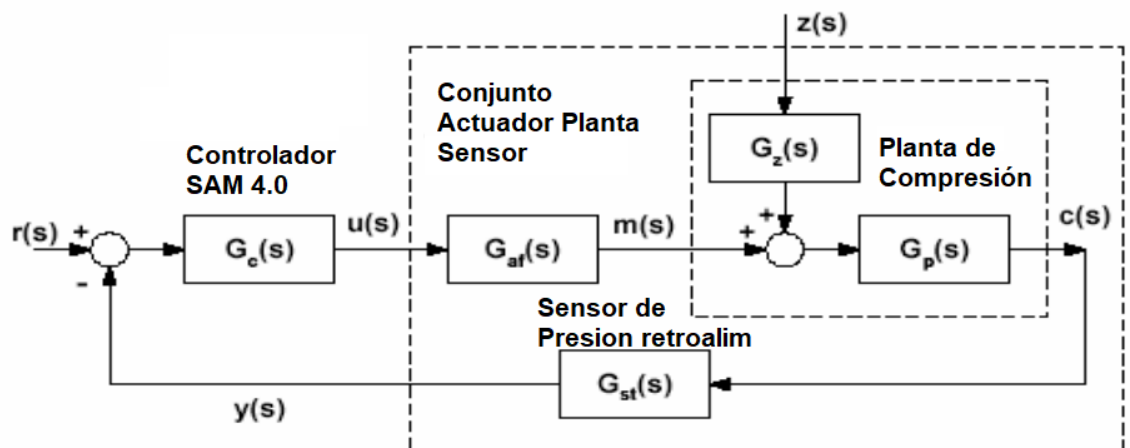 z(s)
Conjunto
Actuador Planta
Sensor
Controlador
SAM 4.0
G_z(s)
Planta de
Compresión
r(s)
+
-
G_c(s)
u(s)
G_af(s)
m(s)
+
+
G_p(s)
c(s)
Sensor de
Presion retroalim
G_st(s)
y(s)